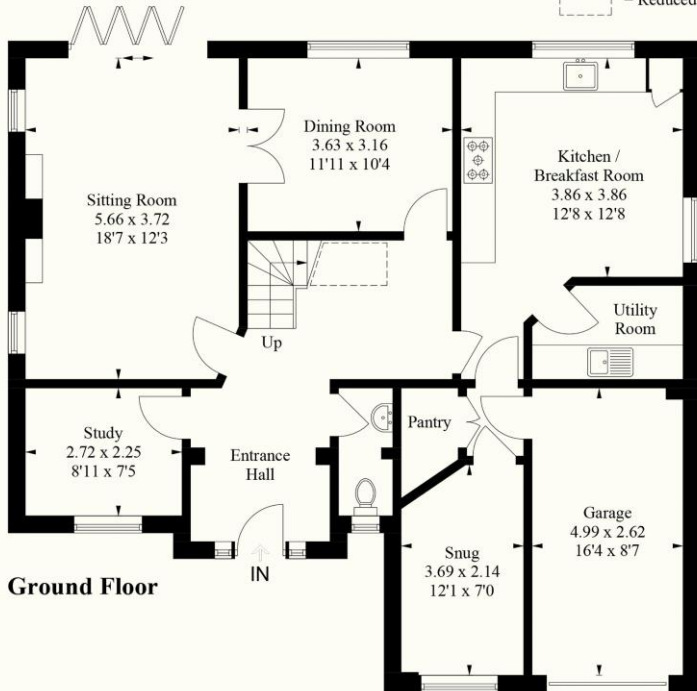 = Reduced
Dining Room
3.63 x 3.16
11'11 x 10'4
Kitchen /
Breakfast Room
3.86 x 3.86
12'8 x 12'8
Sitting Room
5.66 x 3.72
18'7 x 12'3
Utility
Room
Up
Study
2.72 x 2.25
8'11 x 7'5
Pantry
Entrance
Hall
Garage
4.99 x 2.62
16'4 x 8'7
Snug
3.69 x 2.14
12'1 x 7'0
IN
Ground Floor